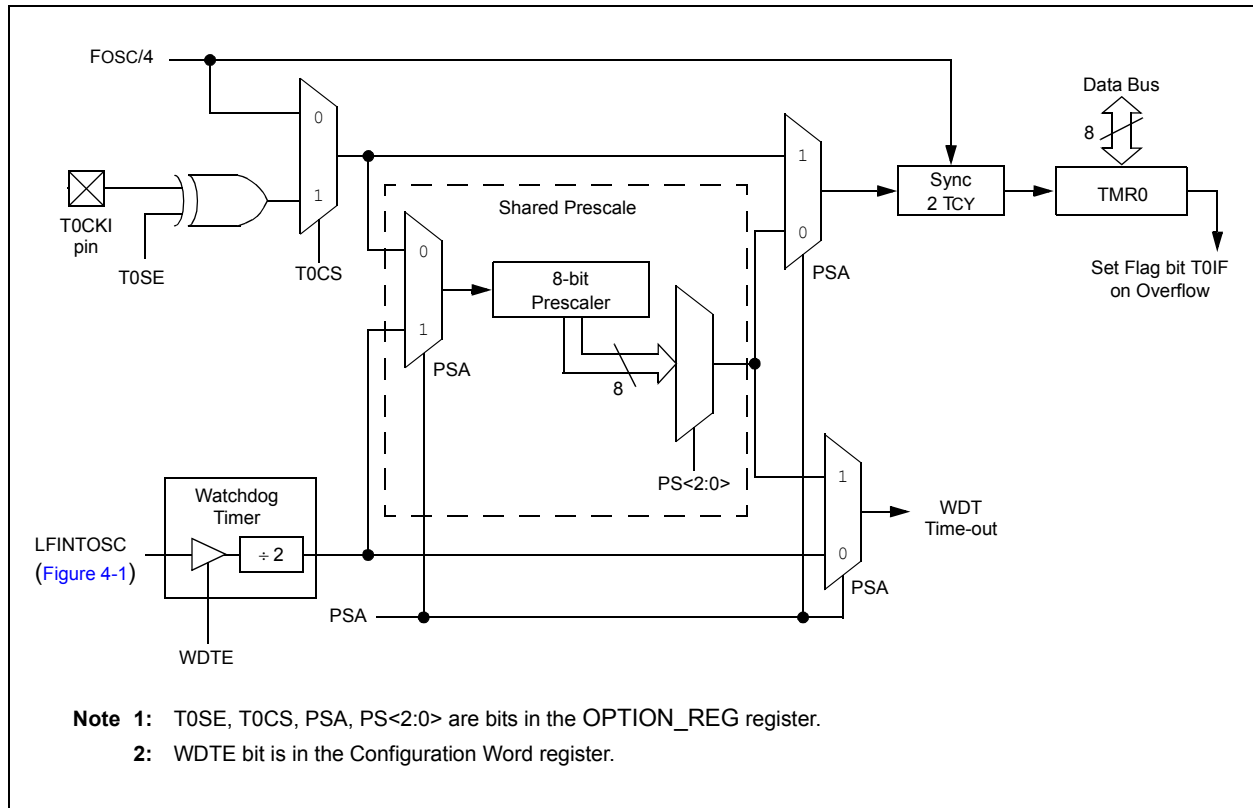 FOSC/4
Data Bus
8
0
1
T0CKI
pin
T0SE
T0CS
Shared Prescale
0
1
PSA
8-bit
Prescaler
8
PS<2:0>
1
0
PSA
Sync
2 TCY
TMR0
Set Flag bit T0IF
on Overflow
Watchdog
Timer
LFINTOSC
(Figure 4-1)
÷ 2
WDTE
PSA
1
0
PSA
WDT
Time-out
Note 1: T0SE, T0CS, PSA, PS<2:0> are bits in the OPTION_REG register.
2: WDTE bit is in the Configuration Word register.